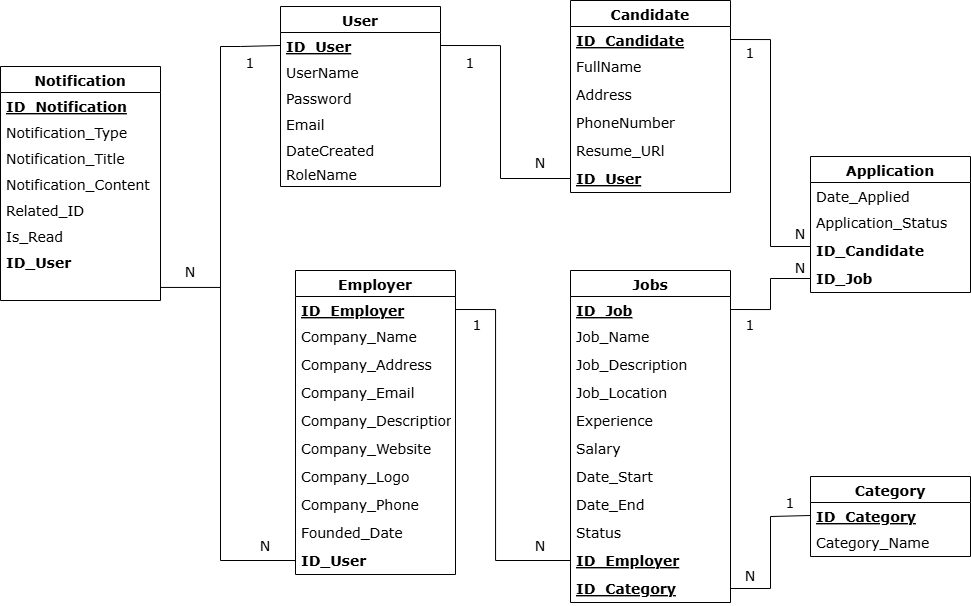 User
ID_User
UserName
Password
Email
DateCreated
RoleName
1
1
Candidate
ID_Candidate
FullName
Address
PhoneNumber
Resume_URl
ID_User
1
N
Notification
ID_Notification
Notification_Type
Notification_Title
Notification_Content
Related_ID
Is_Read
ID_User
N
Application
Date_Applied
Application_Status
ID_Candidate
ID_Job
N
N
Employer
ID_Employer
Company_Name
Company_Address
Company_Email
Company_Description
Company_Website
Company_Logo
Company_Phone
Founded_Date
ID_User
1
N
Jobs
ID_Job
Job_Name
Job_Description
Job_Location
Experience
Salary
Date_Start
Date_End
Status
ID_Employer
ID_Category
1
N
N
Category
ID_Category
Category_Name
1